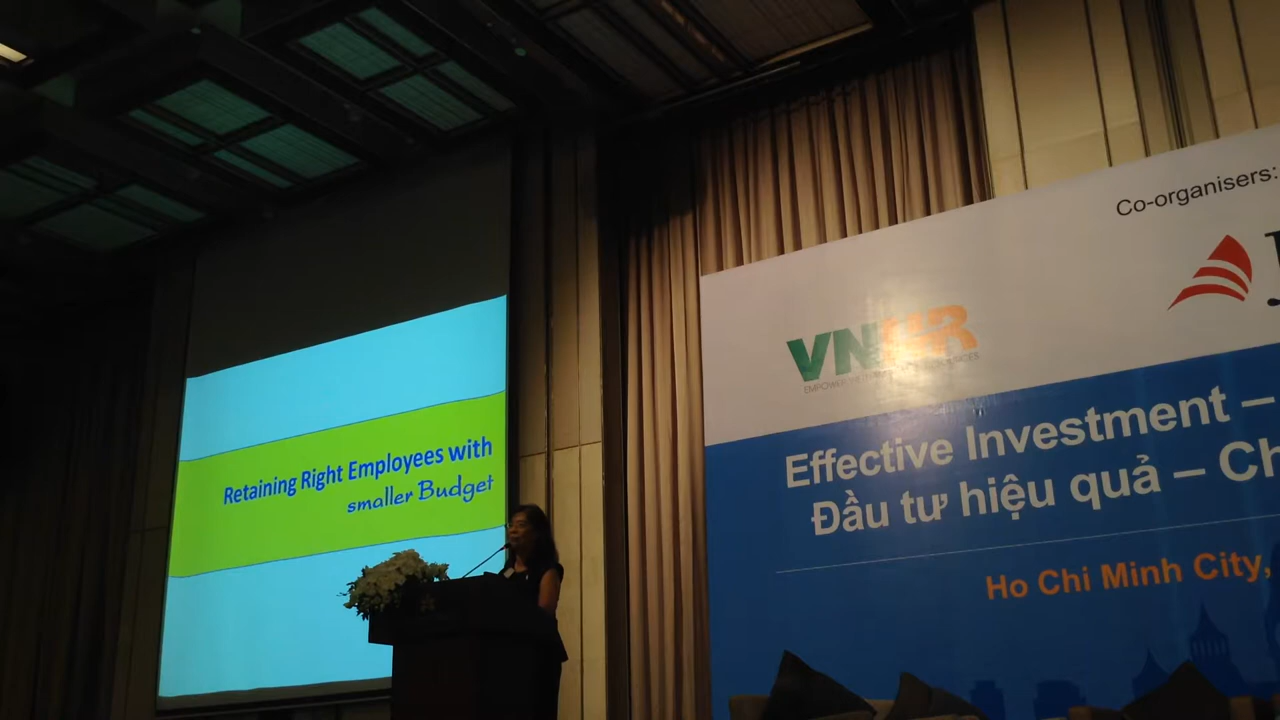 Retaining Right Employees with
smaller Budget
Co-organisers:
VNHR
Effective Investment –
Đầu tư hiệu quả – Ch
Ho Chi Minh City,